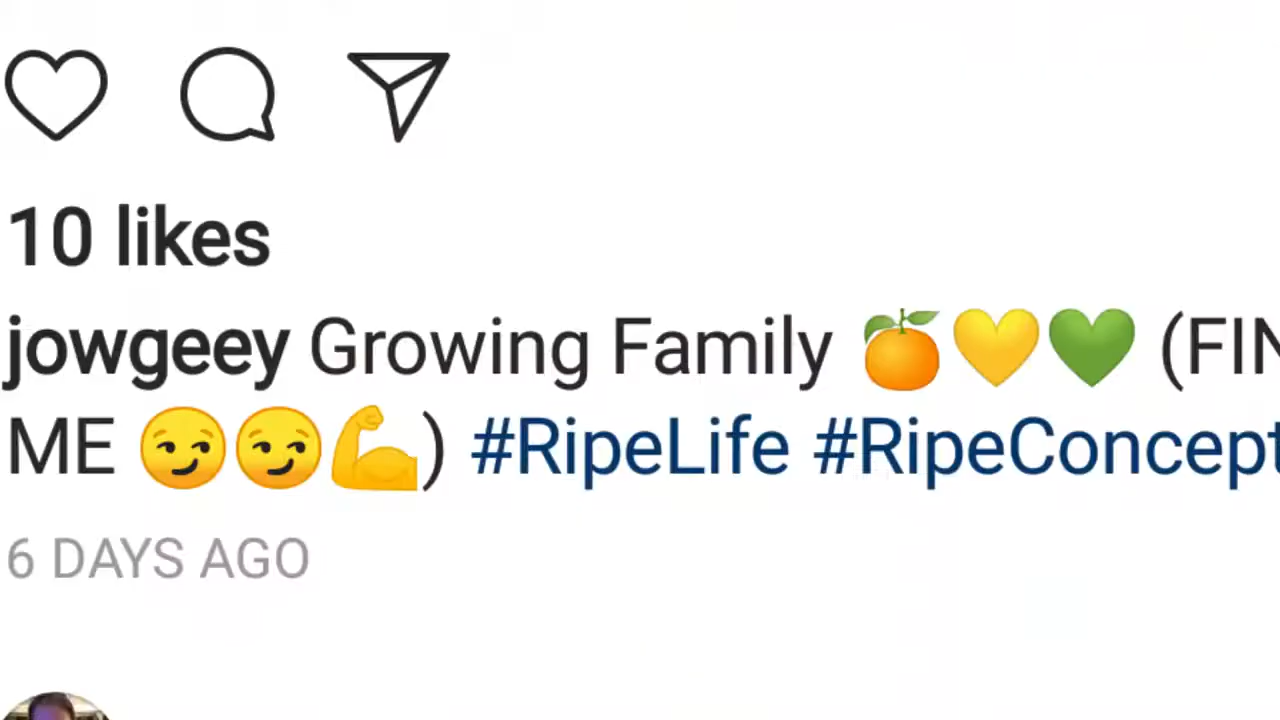 10 likes
jowgeey Growing Family 🍊💛💚 (FIN
ME 😏😏💪) #RipeLife #RipeConcept
6 DAYS AGO